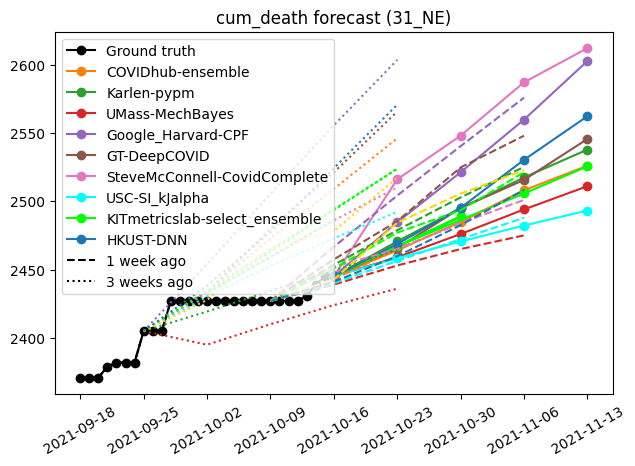 cum_death forecast (31_NE)
2600
2550
2500
2450
2400
Ground truth
COVIDhub-ensemble
Karlen-pypm
UMass-MechBayes
Google_Harvard-CPF
GT-DeepCOVID
SteveMcConnell-CovidComplete
USC-SI_kJalpha
KITmetricslab-select_ensemble
HKUST-DNN
1 week ago
3 weeks ago
2021-09-18
2021-09-25
2021-10-02
2021-10-09
2021-10-16
2021-10-23
2021-10-30
2021-11-06
2021-11-13